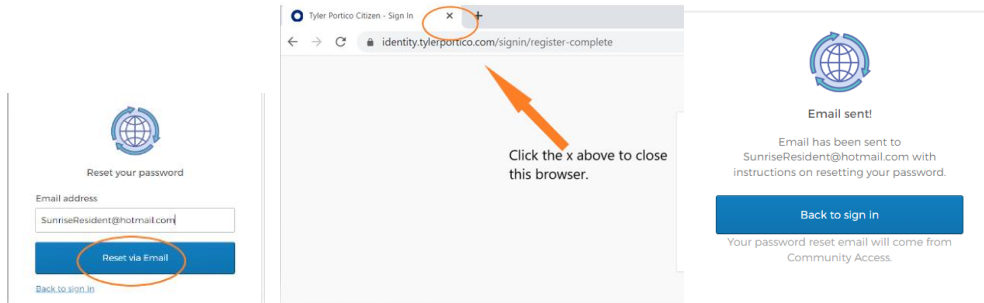 Reset your password
Email address
SunriseResident@hotmail.com
Reset via Email
Back to sign in
Tyler Portico Citizen - Sign In
identity.tylerportico.com/signin/register-complete
Click the x above to close
this browser.
Email sent!
Email has been sent to
SunriseResident@hotmail.com with
instructions on resetting your password.
Back to sign in
Your password reset email will come from
Community Access.